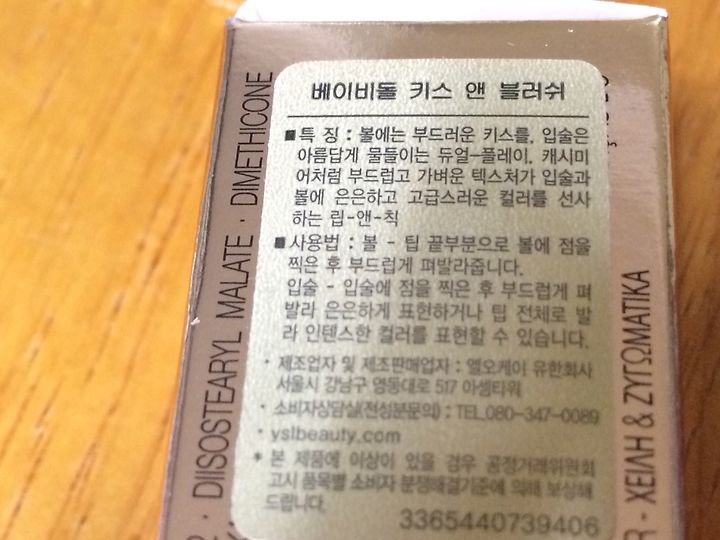 베이비돌 키스 앤 블러쉬
■ 특 징 : 볼에는 부드러운 키스를, 입술은
아름답게 물들이는 듀얼-플레이. 캐시미
어처럼 부드럽고 가벼운 텍스처가 입술과
볼에 은은하고 고급스러운 컬러를 선사
하는 립-앤-칙
■ 사용법 : 볼 - 팁 끝부분으로 볼에 점을
찍은 후 부드럽게 펴발라줍니다.
입술 - 입술에 점을 찍은 후 부드럽게 펴
발라 은은하게 표현하거나 팁 전체로 발
라 인텐스한 컬러를 표현할 수 있습니다.
· 제조업자 및 제조판매업자 : 엘오케이 유한회사
서울시 강남구 영동대로 517 아셈타워
· 소비자상담실(전성분문의) : TEL.080-347-0089
· yslbeauty.com
* 본 제품에 이상이 있을 경우 공정거래위원회
고시 품목별 소비자 분쟁해결기준에 의해 보상해
드립니다.
3365440739406
· DIISOSTEARYL MALATE · DIMETHICONE
· ΧΕΙΛΗ & ΖΥΓΩΜΑΤΙΚΑ